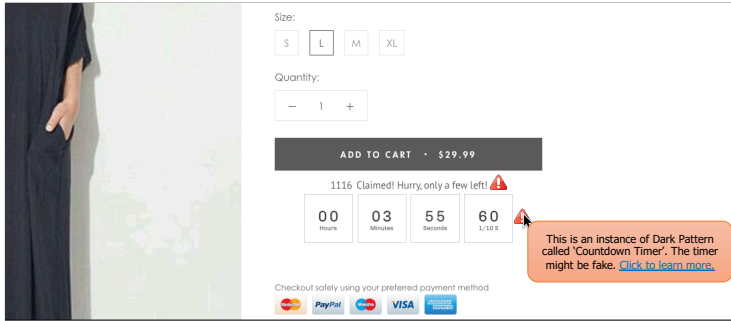 Size:
S L M XL
Quantity:
− 1 +
ADD TO CART · $29.99
1116 Claimed! Hurry, only a few left!
00 03 55 60
Hours Minutes Seconds 1/10 S
This is an instance of Dark Pattern
called ‘Countdown Timer’. The timer
might be fake. Click to learn more.
Checkout safely using your preferred payment method
MasterCard PayPal Maestro VISA AMERICAN EXPRESS